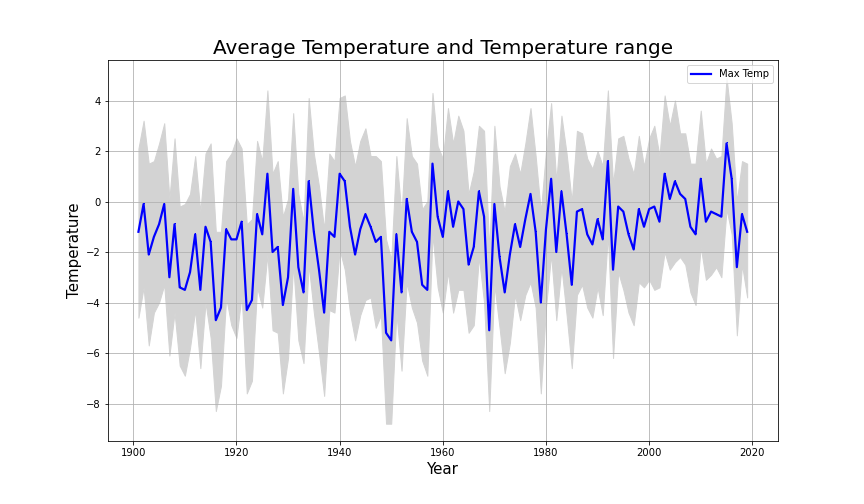 Average Temperature and Temperature range
Max Temp
Temperature
4
2
0
−2
−4
−6
−8
1900 1920 1940 1960 1980 2000 2020
Year